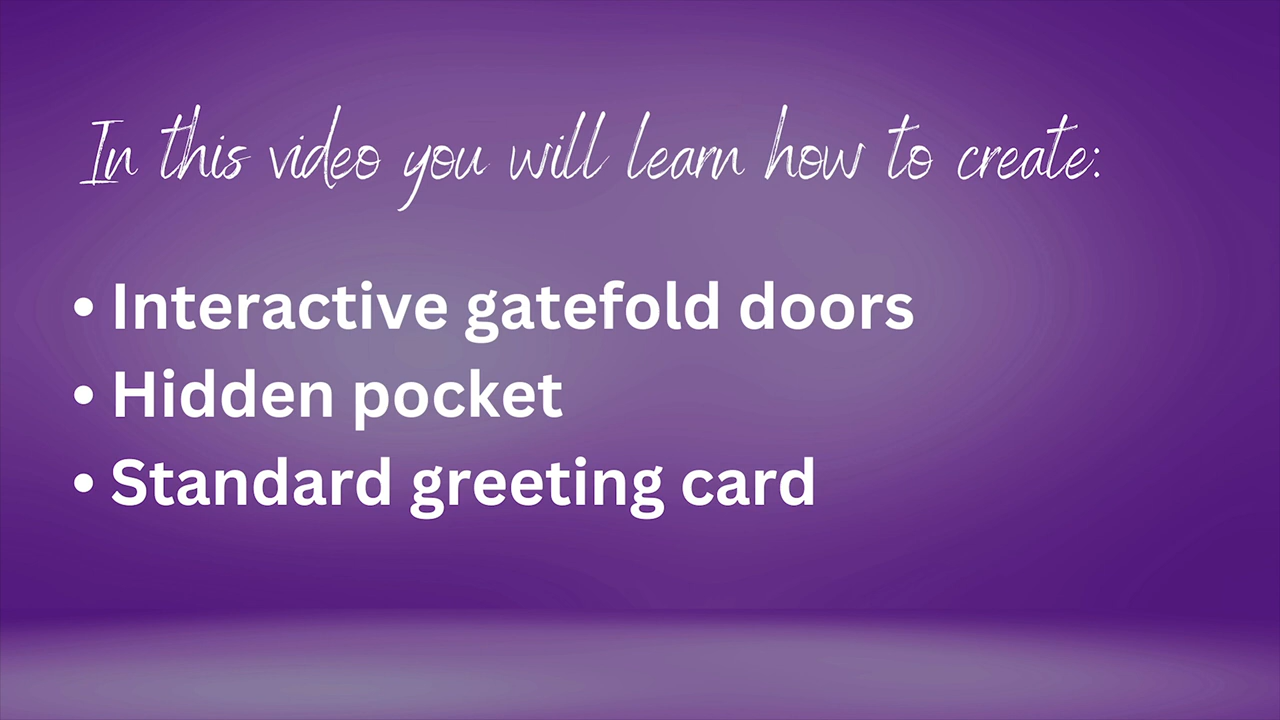 In this video you will learn how to create:
• Interactive gatefold doors
• Hidden pocket
• Standard greeting card